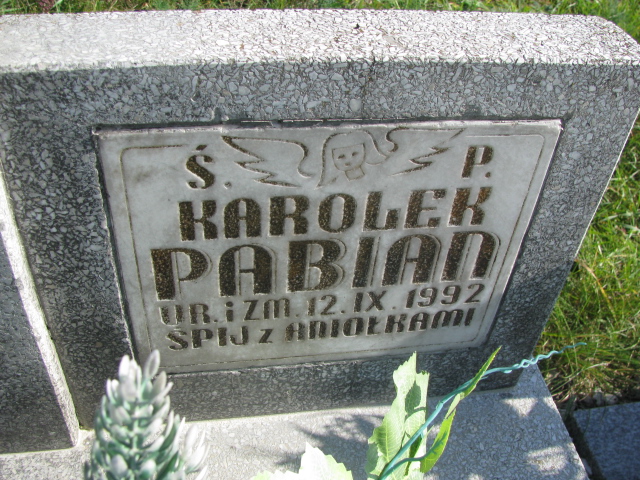 Ś. P.
KAROLEK
PABIAN
UR. i ZM. 12. IX. 1992
ŚPIJ z ANIOŁKAMI